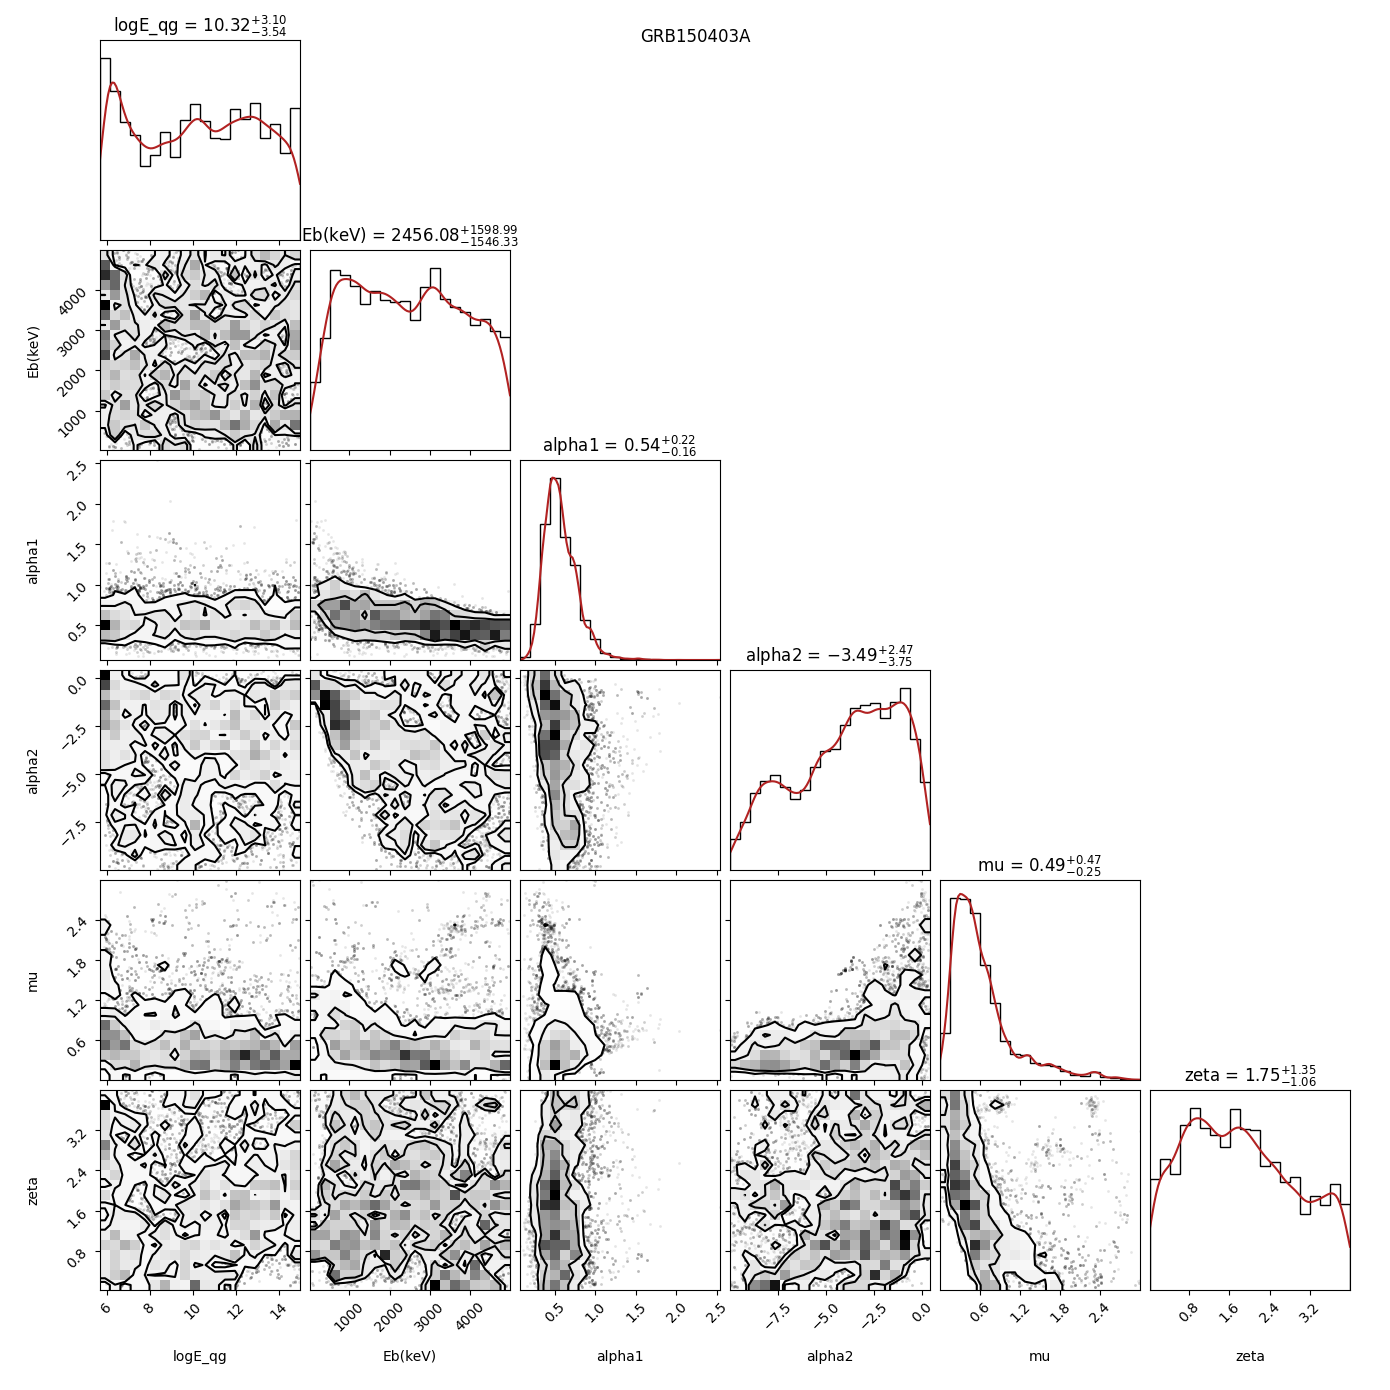 GRB150403A
logE_qg = 10.32+3.10−3.54
Eb(keV) = 2456.08+1598.99−1546.33
Eb(keV)
4000
3000
2000
1000
alpha1 = 0.54+0.22−0.16
alpha1
2.5
2.0
1.5
1.0
0.5
alpha2 = −3.49+2.47−3.75
alpha2
0.0
−2.5
−5.0
−7.5
mu = 0.49+0.47−0.25
mu
2.4
1.8
1.2
0.6
zeta = 1.75+1.35−1.06
zeta
3.2
2.4
1.6
0.8
6 8 10 12 14
1000 2000 3000 4000
0.5 1.0 1.5 2.0 2.5
−7.5 −5.0 −2.5 0.0
0.6 1.2 1.8 2.4
0.8 1.6 2.4 3.2
logE_qg Eb(keV) alpha1 alpha2 mu zeta